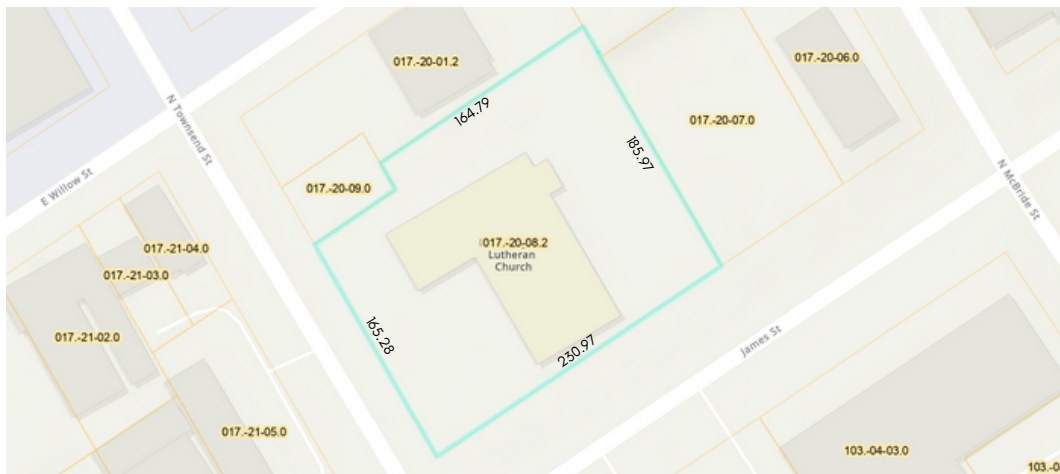 017.-20-01.2
017.-20-06.0
N Townsend St
164.79
017.-20-07.0
185.97
E Willow St
017.-20-09.0
N McBride St
017.-21-04.0
017.-20-08.2
Lutheran
Church
017.-21-03.0
165.28
017.-21-02.0
230.97
James St
017.-21-05.0
103.-04-03.0
103.-0